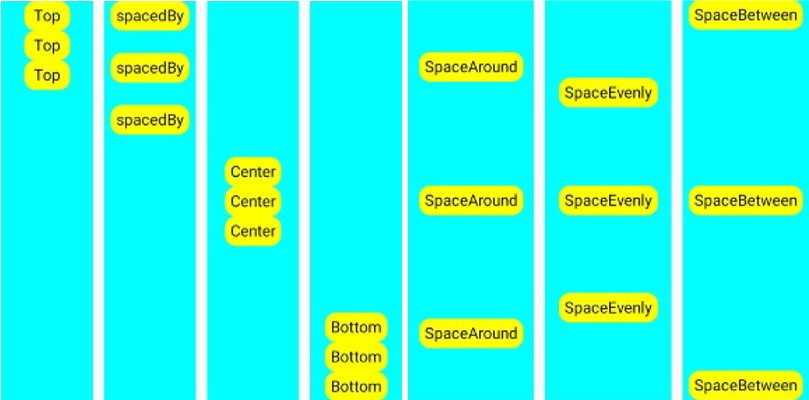 Top
Top
Top
spacedBy
spacedBy
spacedBy
Center
Center
Center
Bottom
Bottom
Bottom
SpaceAround
SpaceAround
SpaceAround
SpaceEvenly
SpaceEvenly
SpaceEvenly
SpaceBetween
SpaceBetween
SpaceBetween